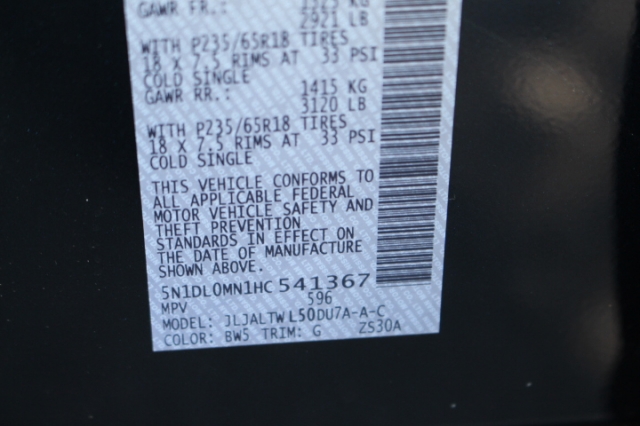 GAWR FR.: 1325 KG
2921 LB
WITH P235/65R18 TIRES
18 X 7.5 RIMS AT 33 PSI
COLD SINGLE
GAWR RR.: 1415 KG
3120 LB
WITH P235/65R18 TIRES
18 X 7.5 RIMS AT 33 PSI
COLD SINGLE
THIS VEHICLE CONFORMS TO
ALL APPLICABLE FEDERAL
MOTOR VEHICLE SAFETY AND
THEFT PREVENTION
STANDARDS IN EFFECT ON
THE DATE OF MANUFACTURE
SHOWN ABOVE.
5N1DL0MN1HC541367
MPV 596
MODEL: JLJALTWL50DU7A-A-C
COLOR: BW5 TRIM: G ZS30A